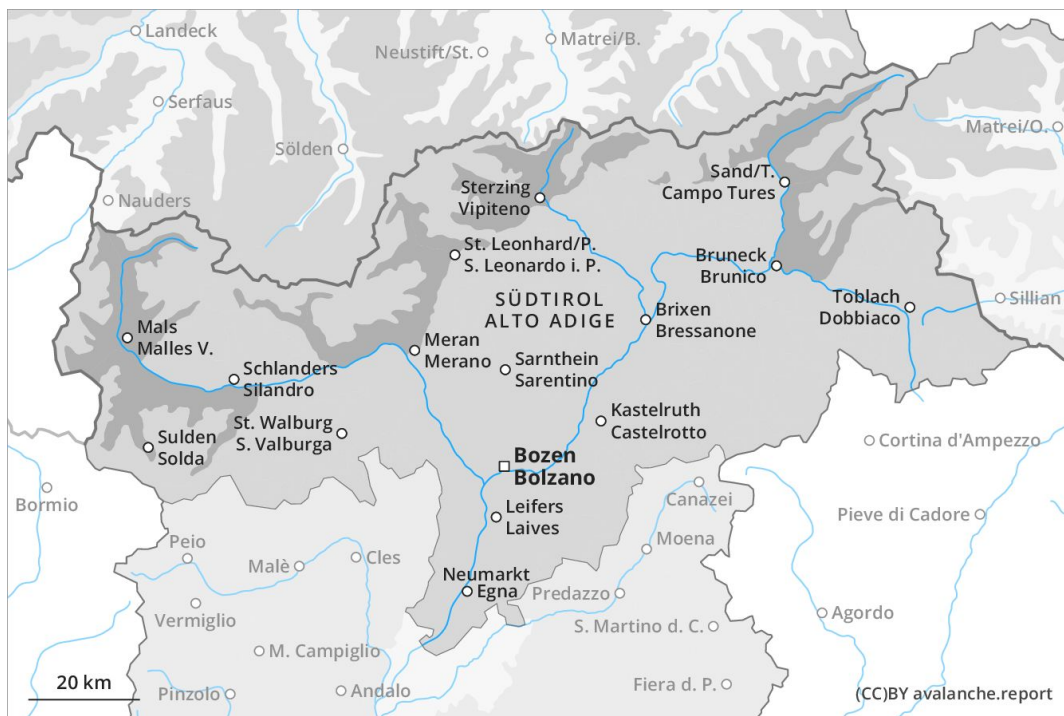 Landeck
Neustift/St.
Matrei/B.
Serfaus
Matrei/O.
Sölden
Nauders
Sterzing
Vipiteno
Sand/T.
Campo Tures
St. Leonhard/P.
S. Leonardo i. P.
Bruneck
Brunico
SÜDTIROL
ALTO ADIGE
Toblach
Dobbiaco
Sillian
Brixen
Bressanone
Mals
Malles V.
Meran
Merano
Schlanders
Silandro
Sarnthein
Sarentino
St. Walburg
S. Valburga
Kastelruth
Castelrotto
Sulden
Solda
Cortina d'Ampezzo
Bozen
Bolzano
Bormio
Canazei
Leifers
Laives
Pieve di Cadore
Peio
Malè
Cles
Moena
Neumarkt
Egna
Predazzo
Vermiglio
Agordo
S. Martino d. C.
M. Campiglio
20 km
Pinzolo
Andalo
Fiera d. P.
(CC)BY avalanche.report